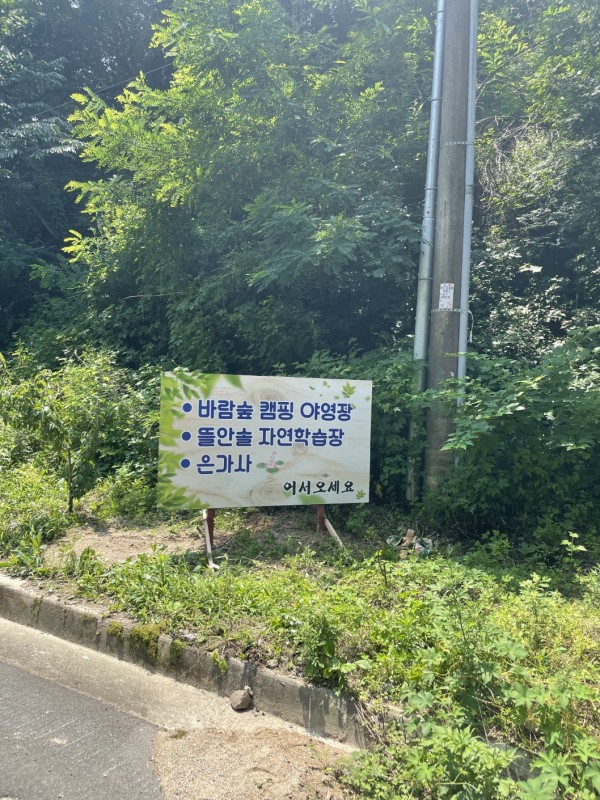 • 바람숲 캠핑 야영장
• 뜰안솔 자연학습장
• 은가사
어서오세요